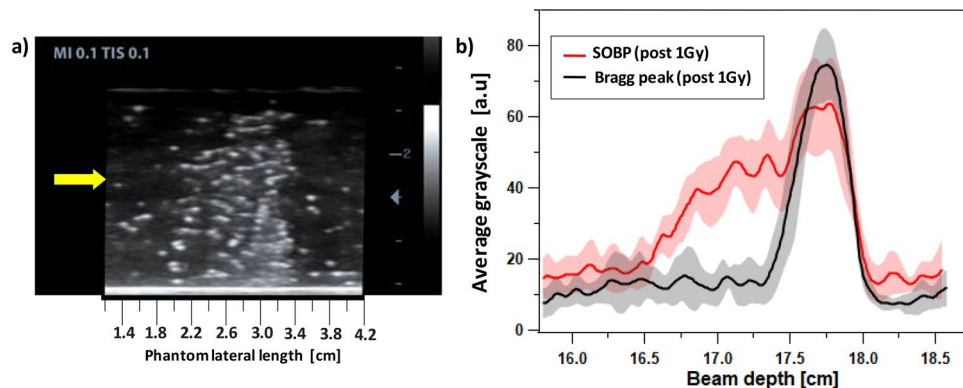 a)
MI 0.1 TIS 0.1
2
1.4 1.8 2.2 2.6 3.0 3.4 3.8 4.2
Phantom lateral length [cm]
b)
SOBP (post 1Gy)
Bragg peak (post 1Gy)
Average grayscale [a.u]
80
60
40
20
0
16.0 16.5 17.0 17.5 18.0 18.5
Beam depth [cm]